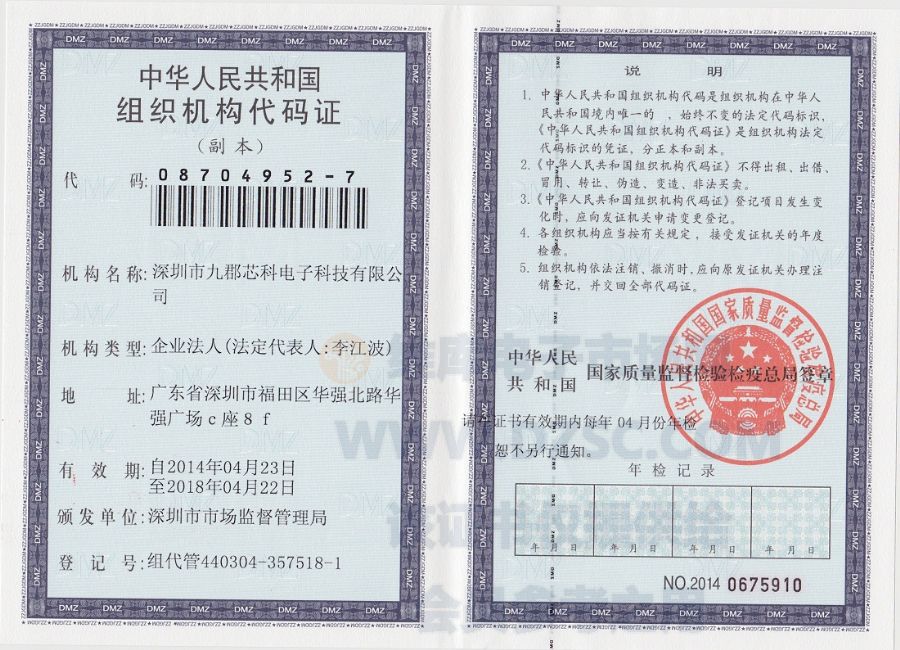 中华人民共和国
组织机构代码证
(副本)
代 码: 08704952-7
机构名称: 深圳市九郡芯科电子科技有限公
司
机构类型: 企业法人(法定代表人:李江波)
地 址: 广东省深圳市福田区华强北路华
强广场c座8f
有 效 期: 自2014年04月23日
至2018年04月22日
颁发单位: 深圳市市场监督管理局
登 记 号: 组代管440304-357518-1
说 明
1. 中华人民共和国组织机构代码是组织机构在中华人
民共和国境内唯一的、始终不变的法定代码标识,
《中华人民共和国组织机构代码证》是组织机构法定
代码标识的凭证,分正本和副本。
2.《中华人民共和国组织机构代码证》不得出租、出借、
冒用、转让、伪造、变造、非法买卖。
3.《中华人民共和国组织机构代码证》登记项目发生变
化时,应向发证机关申请变更登记。
4. 各组织机构应当按有关规定,接受发证机关的年度
检验。
5. 组织机构依法注销、撤消时,应向原发证机关办理注
销登记,并交回全部代码证。
中华人民
共和国 国家质量监督检验检疫总局签章
中华人民共和国国家质量监督检验检疫总局
请在证书有效期内每年04月份年检
恕不另行通知。
年检记录
年 月 日 年 月 日 年 月 日 年 月 日
NO.2014 0675910